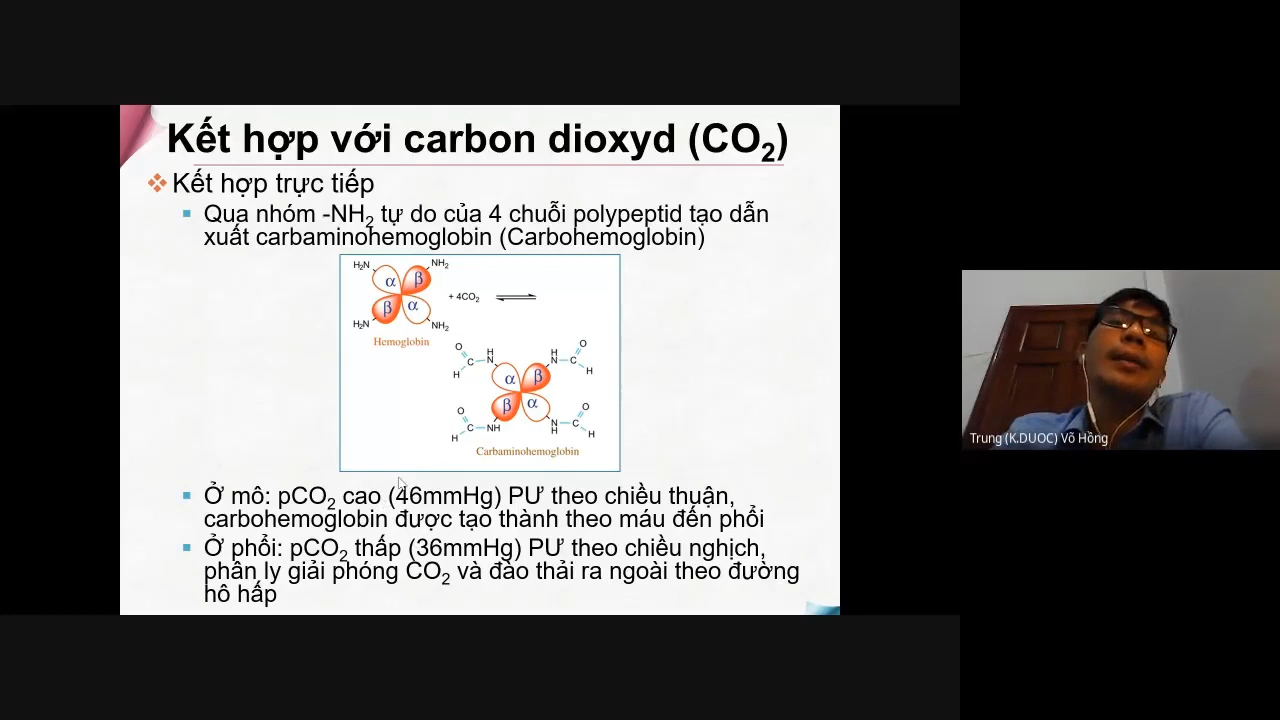 Kết hợp với carbon dioxyd (CO₂)
Kết hợp trực tiếp
Qua nhóm -NH₂ tự do của 4 chuỗi polypeptid tạo dẫn
xuất carbaminohemoglobin (Carbohemoglobin)
H₂N NH₂
α β
+ 4CO₂
β α
H₂N NH₂
Hemoglobin
O H H O
C N N C
H H
α β
β α
O O
C NH N C
H H H
Carbaminohemoglobin
Ở mô: pCO₂ cao (46mmHg) PƯ theo chiều thuận,
carbohemoglobin được tạo thành theo máu đến phổi
Ở phổi: pCO₂ thấp (36mmHg) PƯ theo chiều nghịch,
phân ly giải phóng CO₂ và đào thải ra ngoài theo đường
hô hấp
Trung (K.DUOC) Võ Hồng